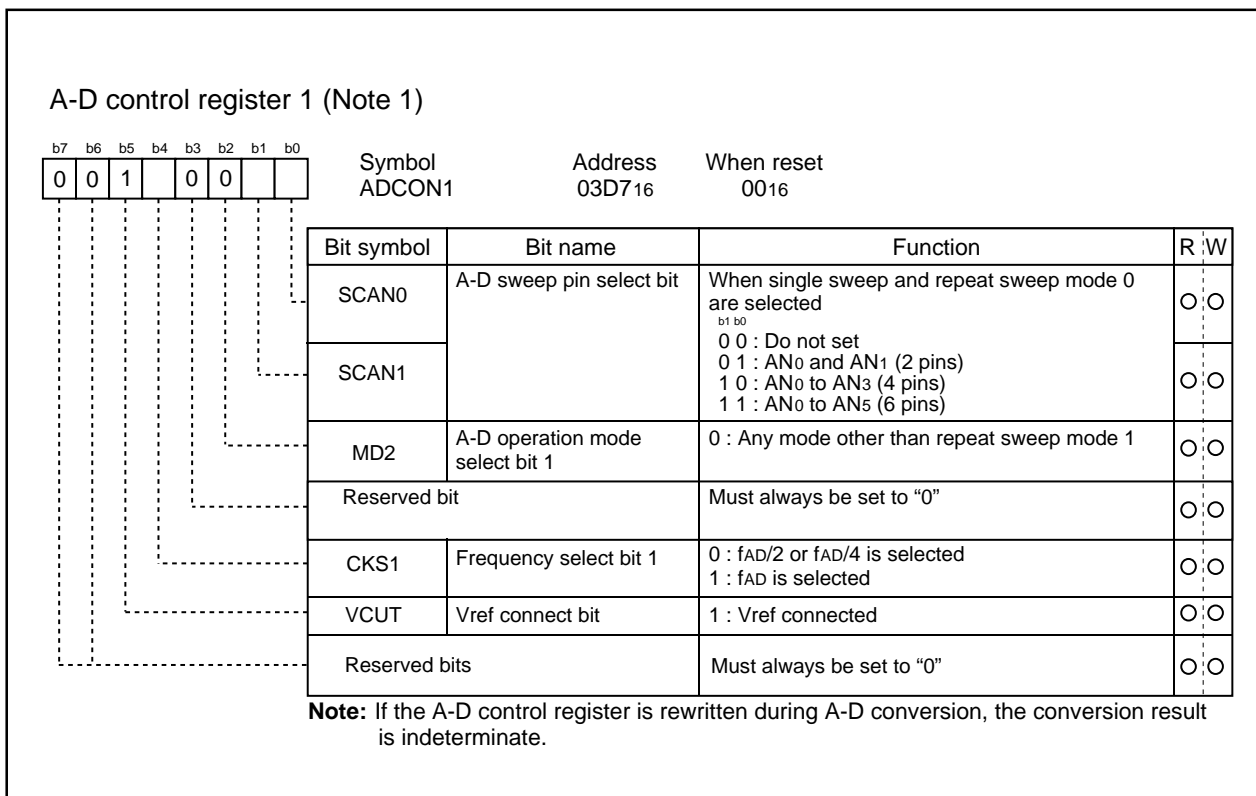 A-D control register 1 (Note 1)
b7 b6 b5 b4 b3 b2 b1 b0
0 0 1 0 0
Symbol Address When reset
ADCON1 03D716 0016
Bit symbol Bit name Function R W
SCAN0 A-D sweep pin select bit When single sweep and repeat sweep mode 0
are selected
b1 b0
0 0 : Do not set
0 1 : AN0 and AN1 (2 pins)
SCAN1
1 0 : AN0 to AN3 (4 pins)
1 1 : AN0 to AN5 (6 pins)
MD2 A-D operation mode
select bit 1 0 : Any mode other than repeat sweep mode 1
Reserved bit Must always be set to “0”
CKS1 Frequency select bit 1 0 : fAD/2 or fAD/4 is selected
1 : fAD is selected
VCUT Vref connect bit 1 : Vref connected
Reserved bits Must always be set to “0”
Note: If the A-D control register is rewritten during A-D conversion, the conversion result
is indeterminate.